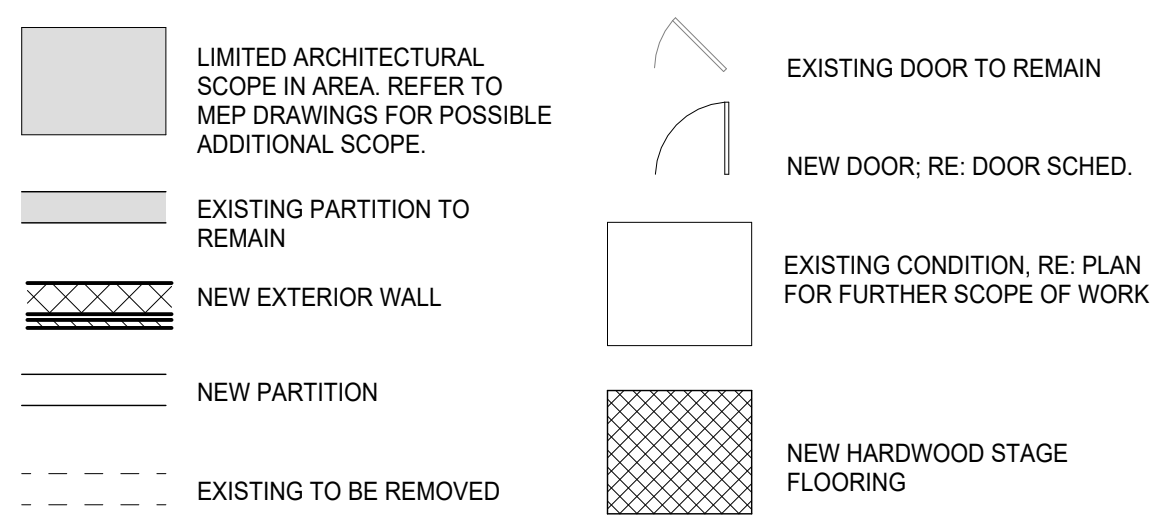 LIMITED ARCHITECTURAL
SCOPE IN AREA. REFER TO
MEP DRAWINGS FOR POSSIBLE
ADDITIONAL SCOPE.
EXISTING PARTITION TO
REMAIN
NEW EXTERIOR WALL
NEW PARTITION
EXISTING TO BE REMOVED
EXISTING DOOR TO REMAIN
NEW DOOR; RE: DOOR SCHED.
EXISTING CONDITION, RE: PLAN
FOR FURTHER SCOPE OF WORK
NEW HARDWOOD STAGE
FLOORING